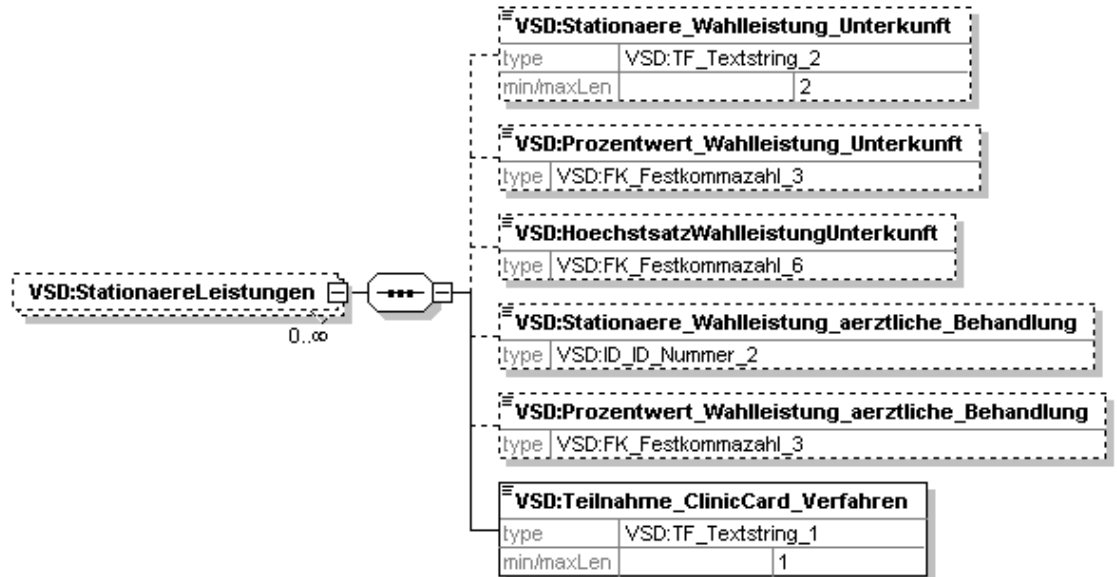 VSD:Stationaere_Wahlleistung_Unterkunft
type VSD:TF_Textstring_2
min/maxLen 2
VSD:Prozentwert_Wahlleistung_Unterkunft
type VSD:FK_Festkommazahl_3
VSD:HoechstsatzWahlleistungUnterkunft
type VSD:FK_Festkommazahl_6
VSD:StationaereLeistungen
0..∞
VSD:Stationaere_Wahlleistung_aerztliche_Behandlung
type VSD:ID_ID_Nummer_2
VSD:Prozentwert_Wahlleistung_aerztliche_Behandlung
type VSD:FK_Festkommazahl_3
VSD:Teilnahme_ClinicCard_Verfahren
type VSD:TF_Textstring_1
min/maxLen 1